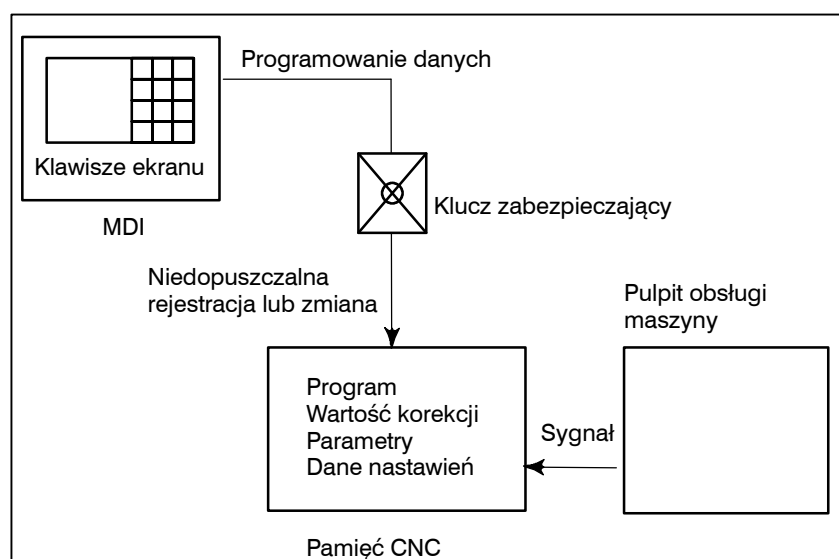 Programowanie danych
Klawisze ekranu
MDI
Klucz zabezpieczający
Niedopuszczalna
rejestracja lub zmiana
Pulpit obsługi
maszyny
Program
Wartość korekcji
Parametry
Dane nastawień
Sygnał
Pamięć CNC